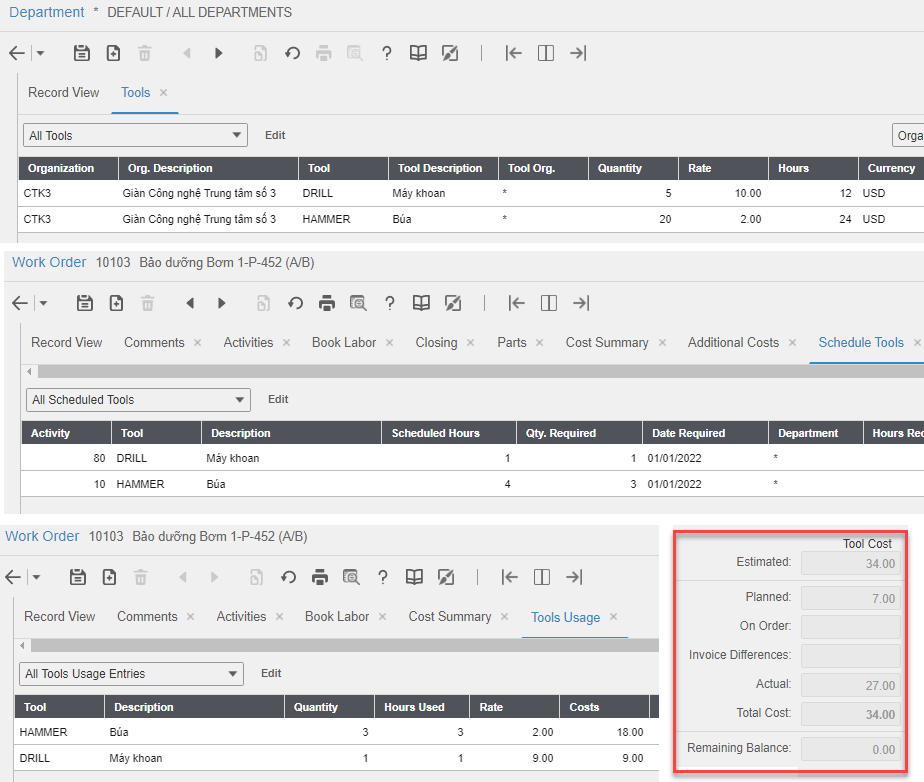 Department * DEFAULT / ALL DEPARTMENTS
Record View Tools ×
All Tools Edit Orga
Organization Org. Description Tool Tool Description Tool Org. Quantity Rate Hours Currency
CTK3 Giàn Công nghệ Trung tâm số 3 DRILL Máy khoan * 5 10.00 12 USD
CTK3 Giàn Công nghệ Trung tâm số 3 HAMMER Búa * 20 2.00 24 USD
Work Order 10103 Bảo dưỡng Bơm 1-P-452 (A/B)
Record View Comments × Activities × Book Labor × Closing × Parts × Cost Summary × Additional Costs × Schedule Tools ×
All Scheduled Tools Edit
Activity Tool Description Scheduled Hours Qty. Required Date Required Department Hours Rec
80 DRILL Máy khoan 1 1 01/01/2022 *
10 HAMMER Búa 4 3 01/01/2022 *
Work Order 10103 Bảo dưỡng Bơm 1-P-452 (A/B)
Record View Comments × Activities × Book Labor × Cost Summary × Tools Usage ×
All Tools Usage Entries Edit
Tool Description Quantity Hours Used Rate Costs
HAMMER Búa 3 3 2.00 18.00
DRILL Máy khoan 1 1 9.00 9.00
Tool Cost
Estimated: 34.00
Planned: 7.00
On Order:
Invoice Differences:
Actual: 27.00
Total Cost: 34.00
Remaining Balance: 0.00